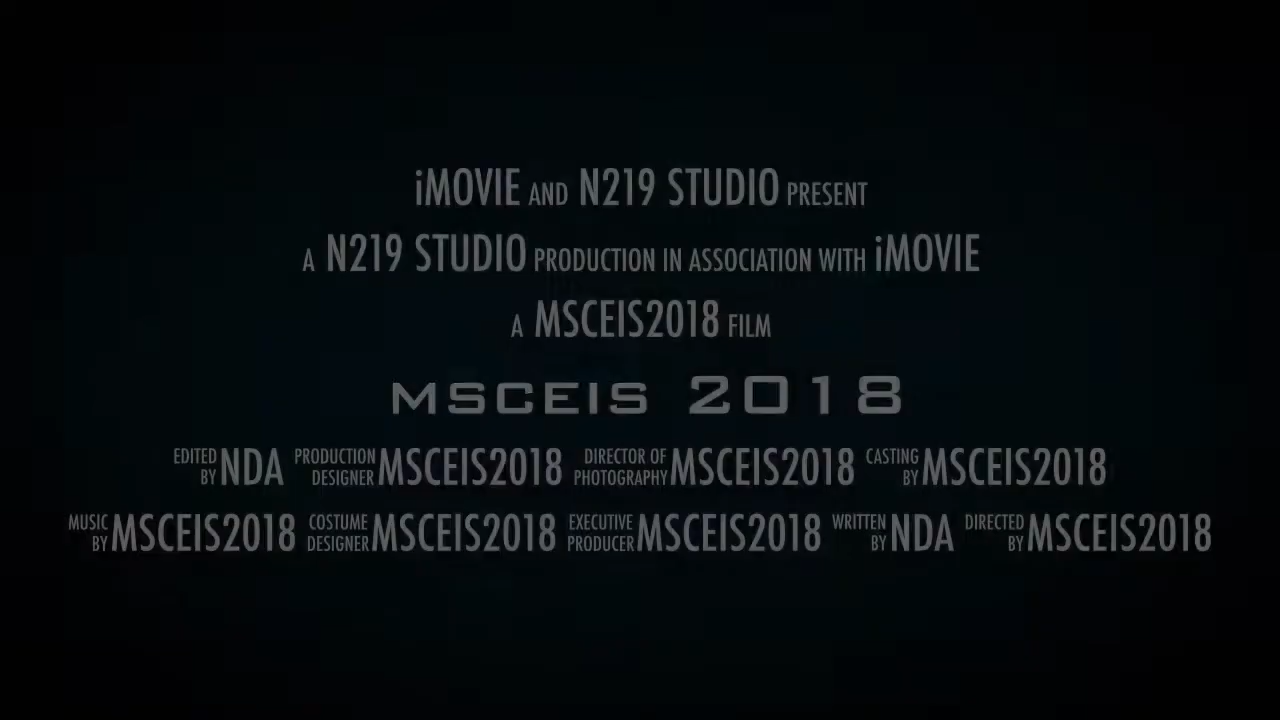 iMOVIE AND N219 STUDIO PRESENT
A N219 STUDIO PRODUCTION IN ASSOCIATION WITH iMOVIE
A MSCEIS2018 FILM
MSCEIS 2018
EDITED BY NDA PRODUCTION DESIGNER MSCEIS2018 DIRECTOR OF PHOTOGRAPHY MSCEIS2018 CASTING BY MSCEIS2018
MUSIC BY MSCEIS2018 COSTUME DESIGNER MSCEIS2018 EXECUTIVE PRODUCER MSCEIS2018 WRITTEN BY NDA DIRECTED BY MSCEIS2018